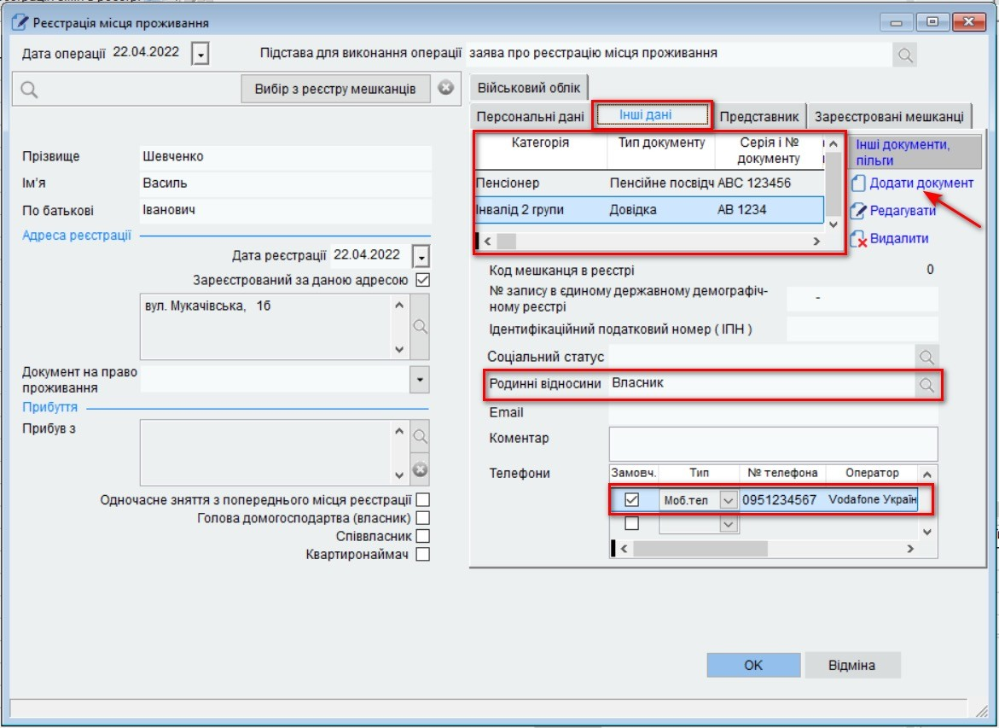 Реєстрація місця проживання
Дата операції 22.04.2022
Підстава для виконання операції заява про реєстрацію місця проживання
Вибір з реєстру мешканців
Військовий облік
Персональні дані
Інші дані
Представник
Зареєстровані мешканці
Прізвище Шевченко
Ім'я Василь
По батькові Іванович
Адреса реєстрації
Дата реєстрації 22.04.2022
Зареєстрований за даною адресою
вул. Мукачівська, 1б
Документ на право
проживання
Прибуття
Прибув з
Одночасне зняття з попереднього місця реєстрації
Голова домогосподартва (власник)
Співвласник
Квартиронаймач
Категорія Тип документу Серія і №
документу
Пенсіонер Пенсійне посвідч АВС 123456
Інвалід 2 групи Довідка АВ 1234
Інші документи,
пільги
Додати документ
Редагувати
Видалити
Код мешканця в реєстрі 0
№ запису в єдиному державному демографіч-
ному реєстрі -
Ідентифікаційний податковий номер ( ІПН )
Соціальний статус
Родинні відносини Власник
Email
Коментар
Телефони
Замовч. Тип № телефона Оператор
Моб.тел 0951234567 Vodafone Україн
OK
Відміна